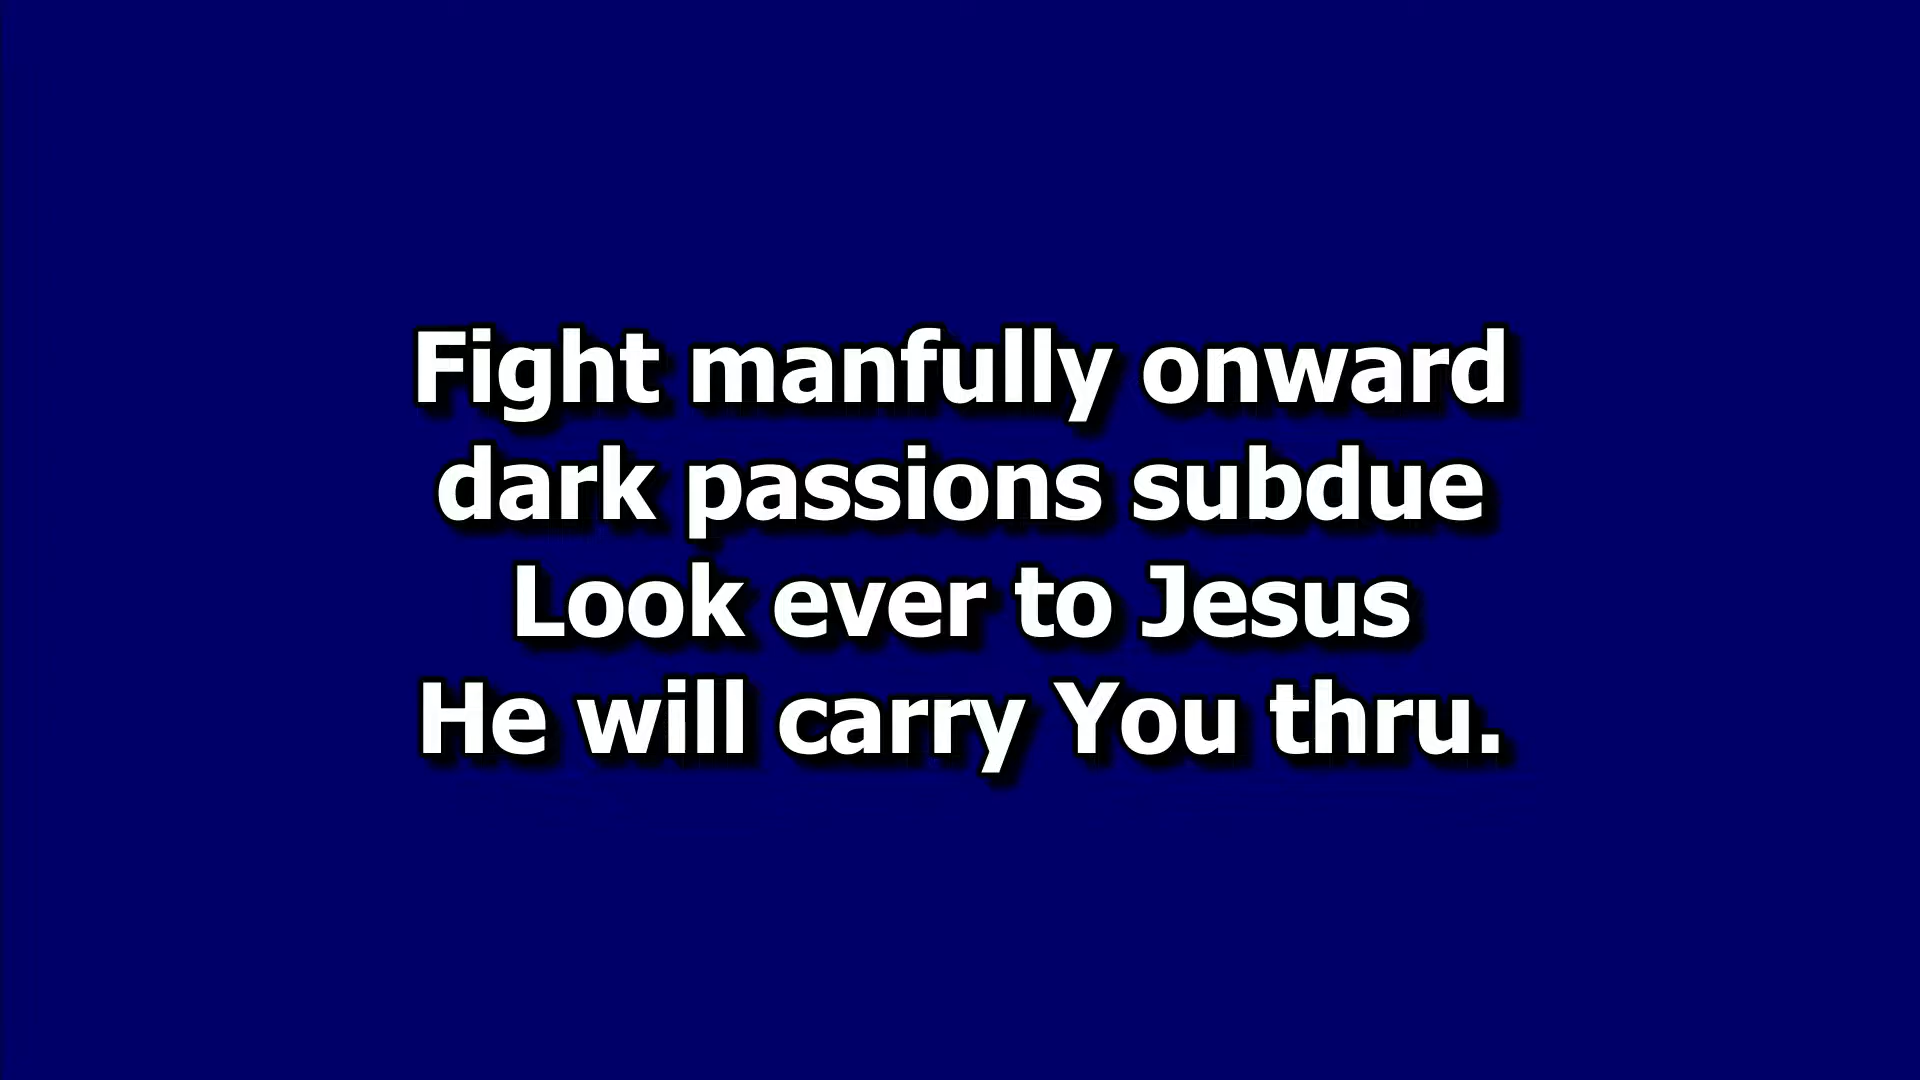 Fight manfully onward
dark passions subdue
Look ever to Jesus
He will carry You thru.